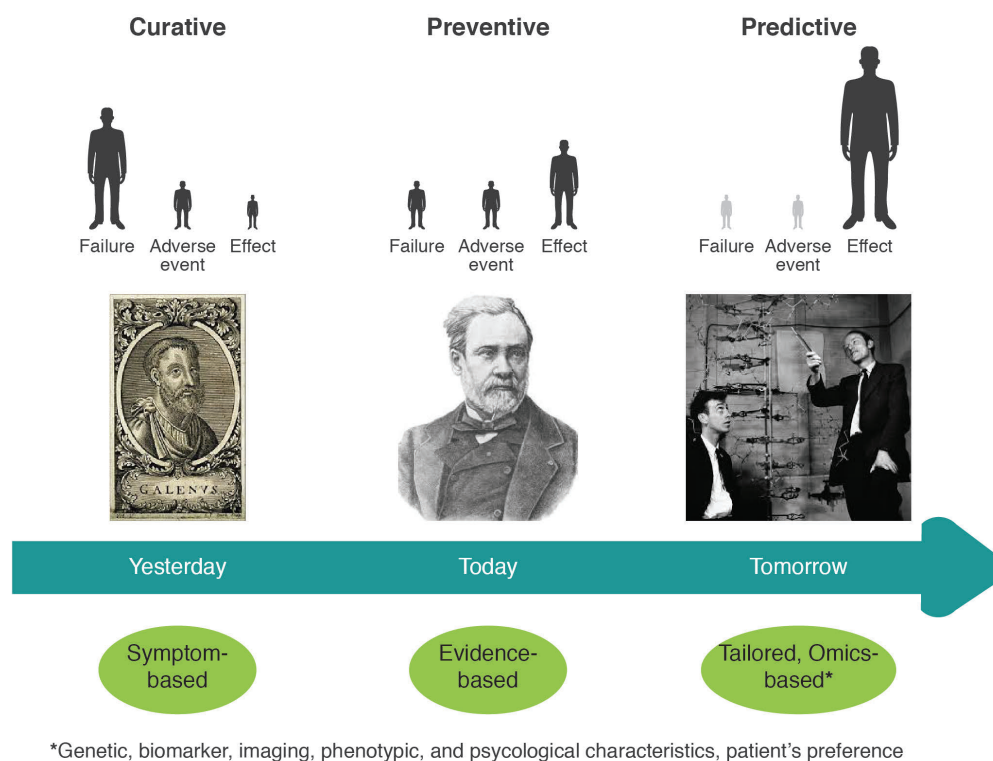 Curative
Preventive
Predictive
Failure
Adverse
event
Effect
Failure
Adverse
event
Effect
Failure
Adverse
event
Effect
GALENVS
Yesterday
Today
Tomorrow
Symptom-
based
Evidence-
based
Tailored, Omics-
based*
*Genetic, biomarker, imaging, phenotypic, and psycological characteristics, patient's preference